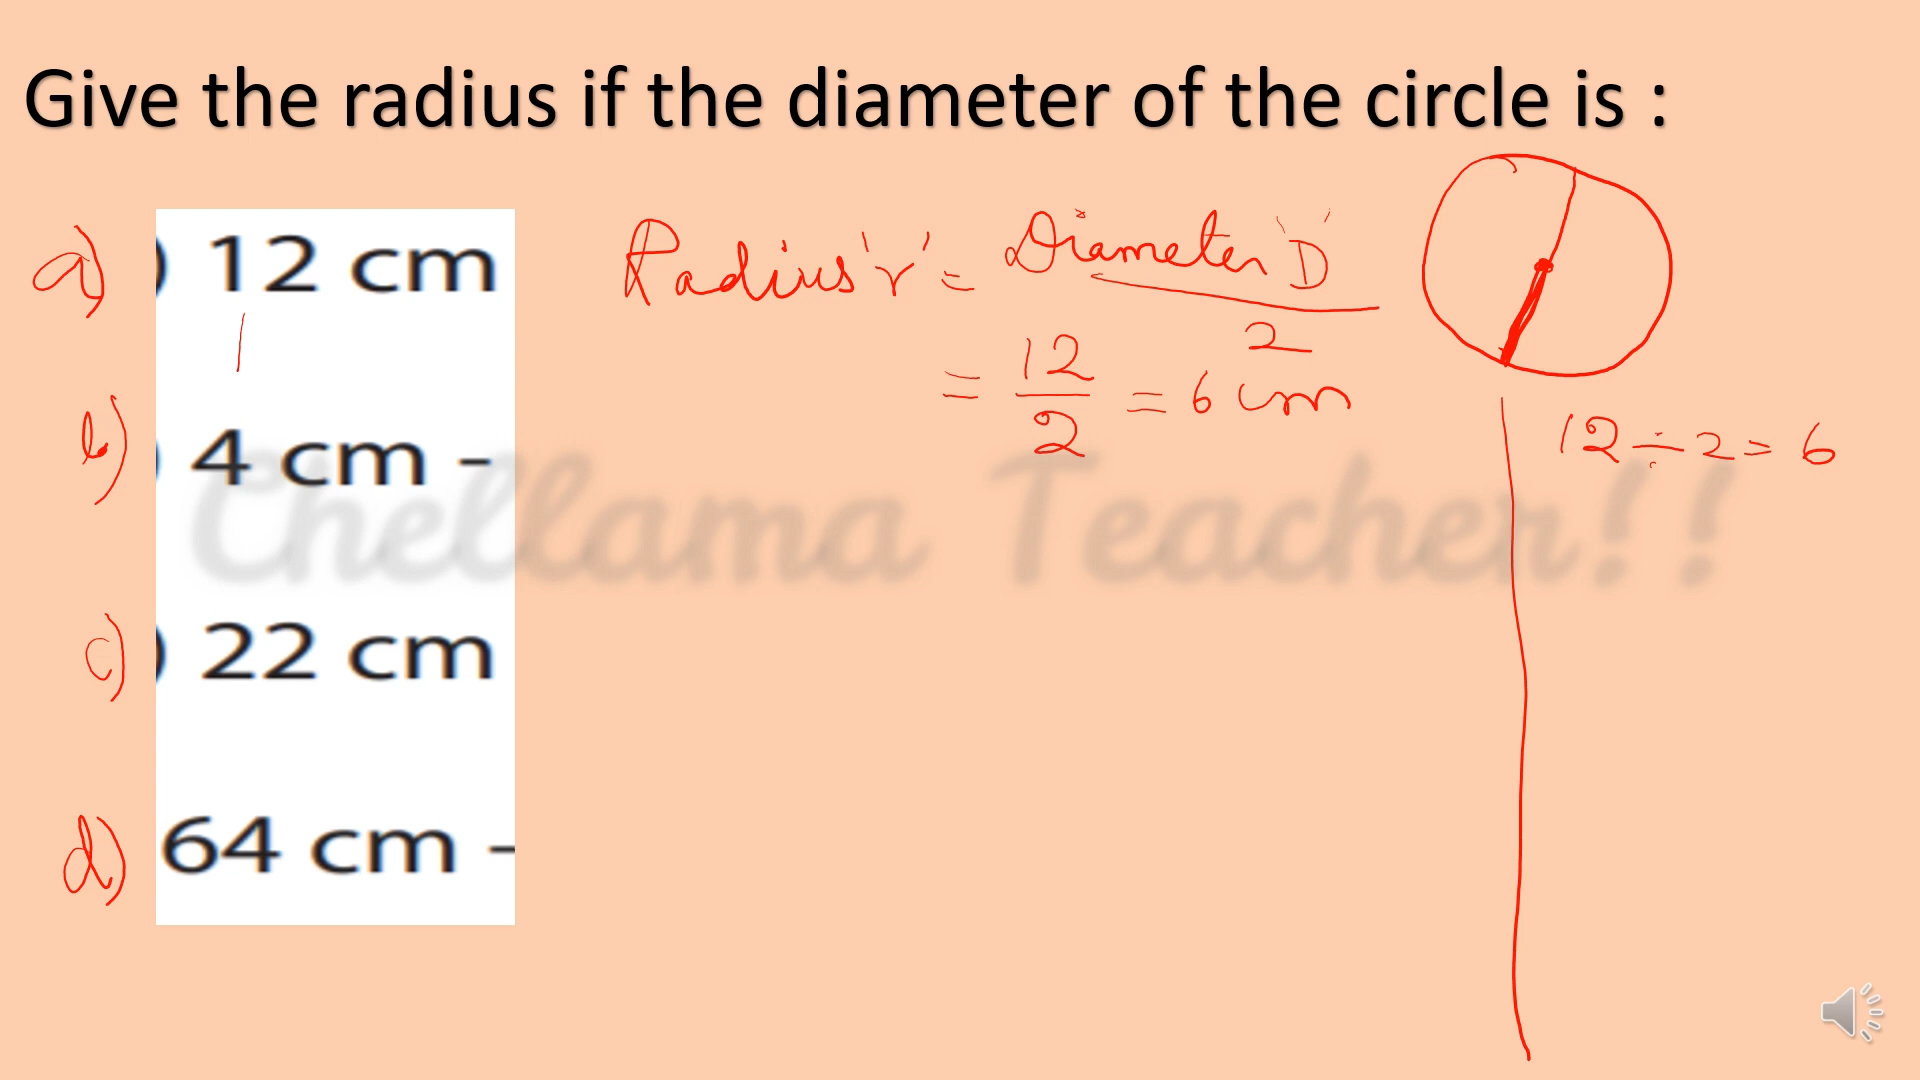 Give the radius if the diameter of the circle is :
a) ) 12 cm
Radius 'r' = Diameter 'D'
2
= 12/2 = 6 cm
12 ÷ 2 = 6
b) ) 4 cm -
Chellama Teacher!!
c) ) 22 cm
d) 64 cm -